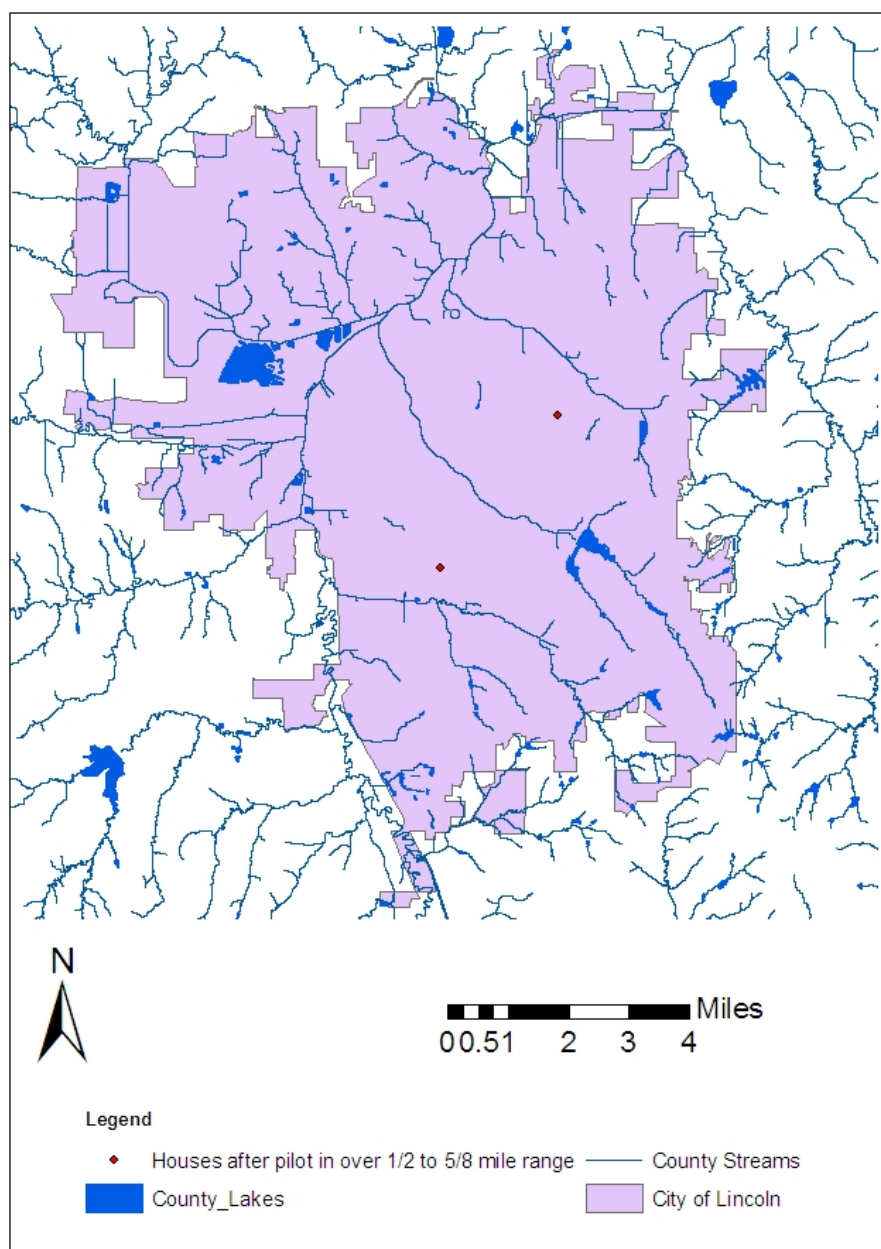 N
Miles
0 0.5 1 2 3 4
Legend
Houses after pilot in over 1/2 to 5/8 mile range
County Streams
County_Lakes
City of Lincoln